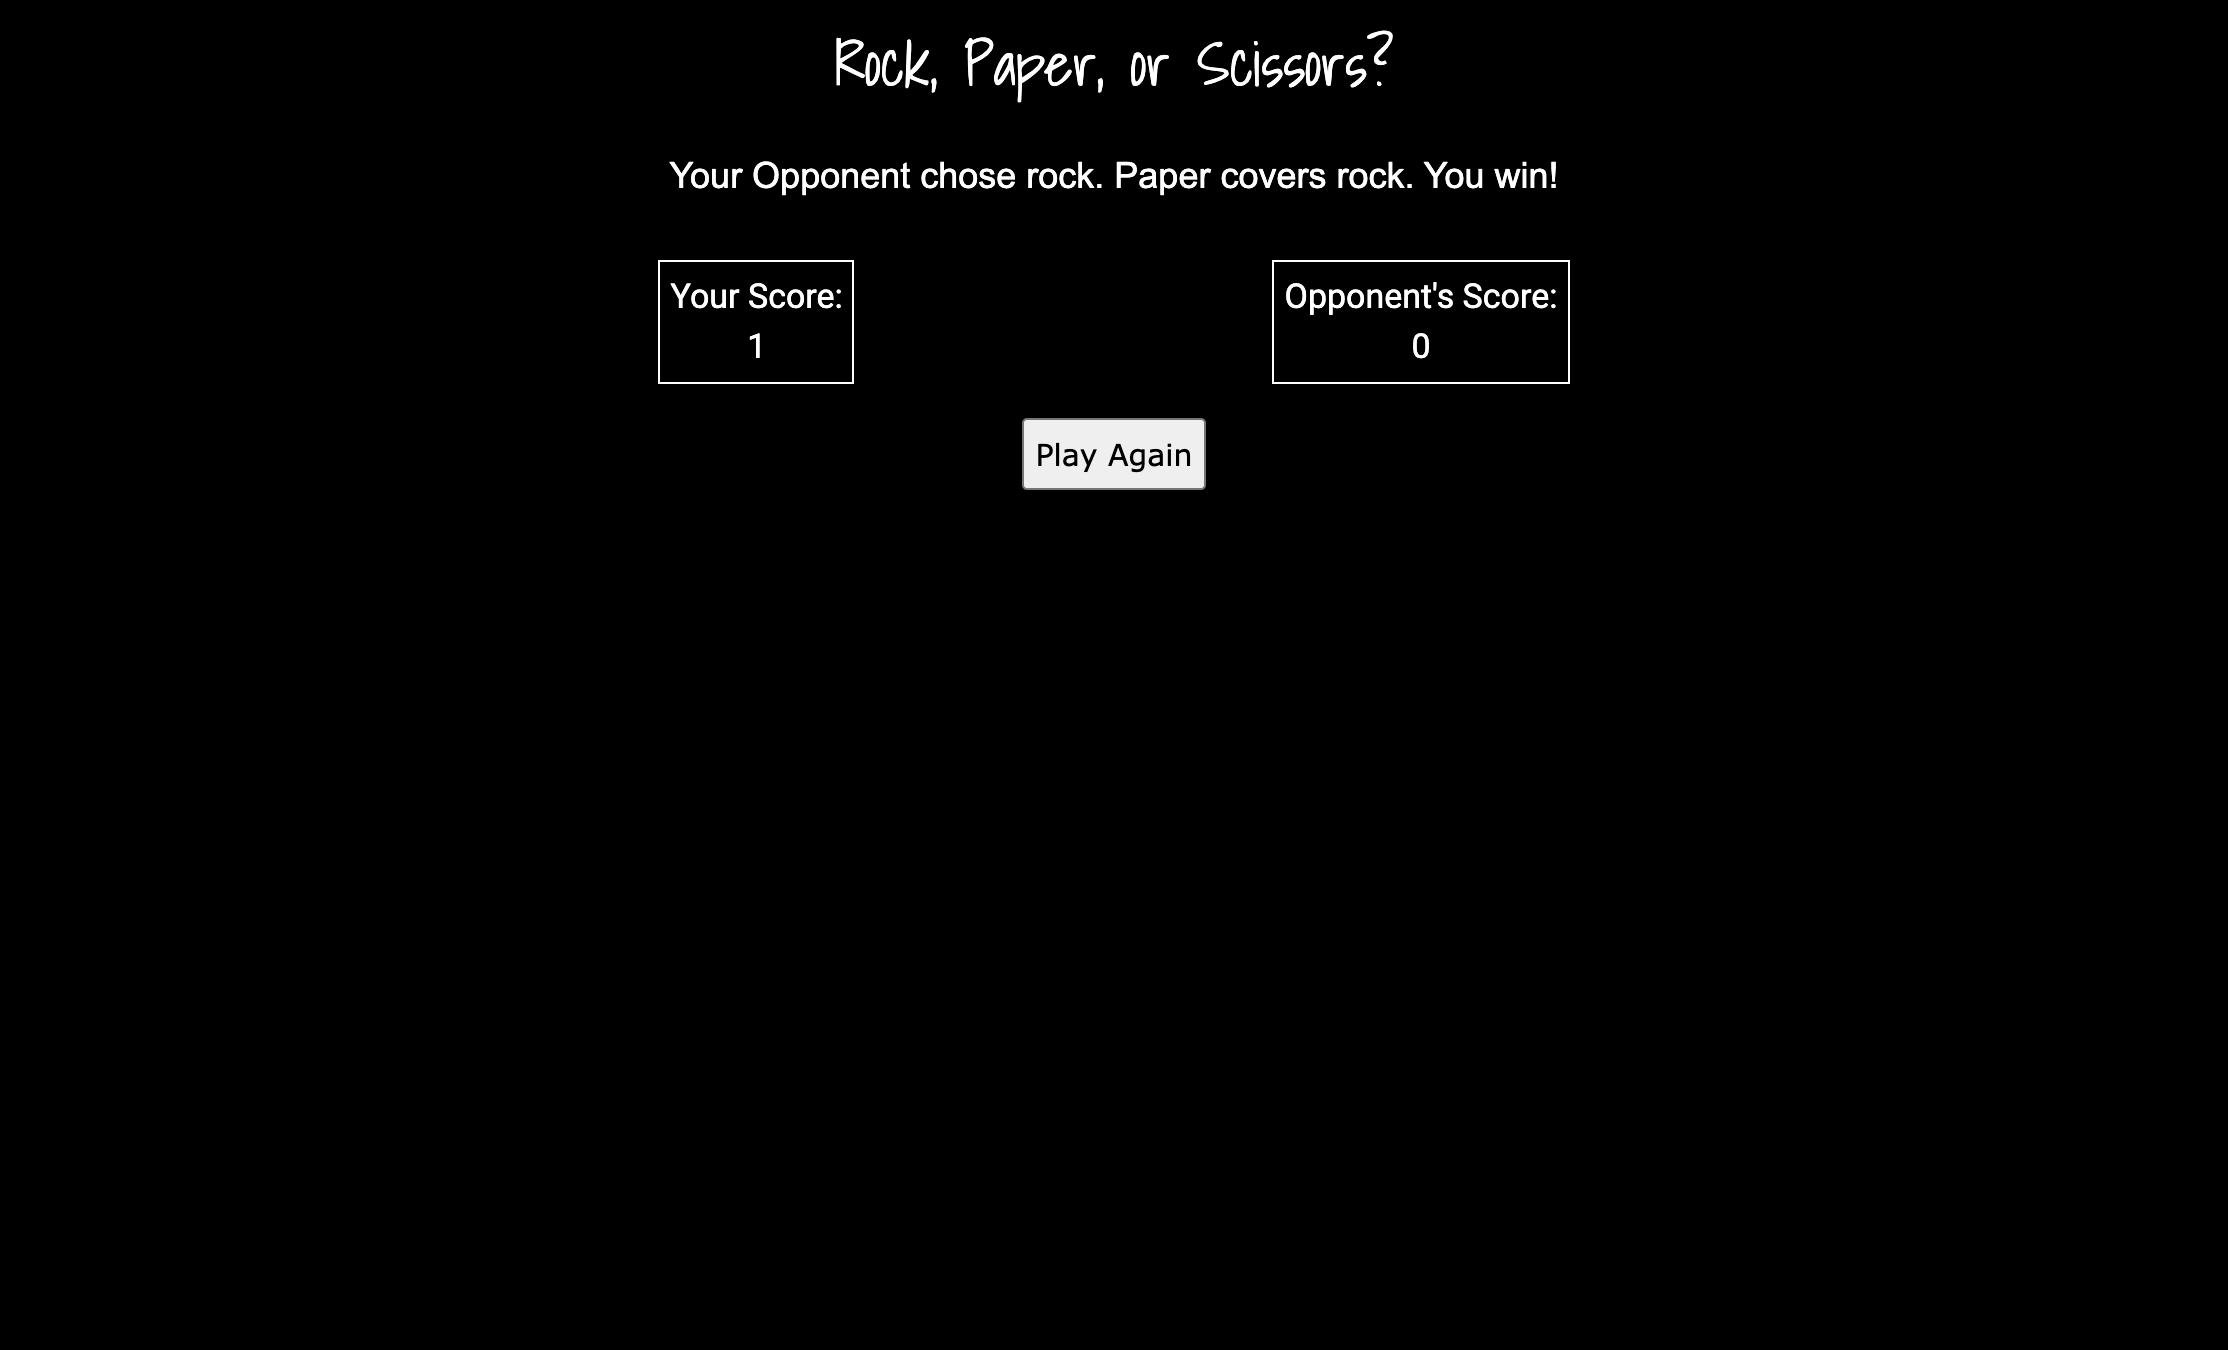 Rock, Paper, or Scissors?
Your Opponent chose rock. Paper covers rock. You win!
Your Score:
1
Opponent's Score:
0
Play Again